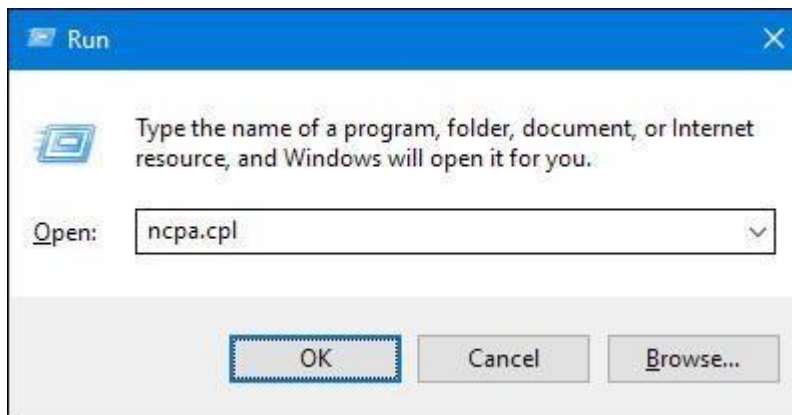 Run
Type the name of a program, folder, document, or Internet
resource, and Windows will open it for you.
Open: ncpa.cpl
OK Cancel Browse...